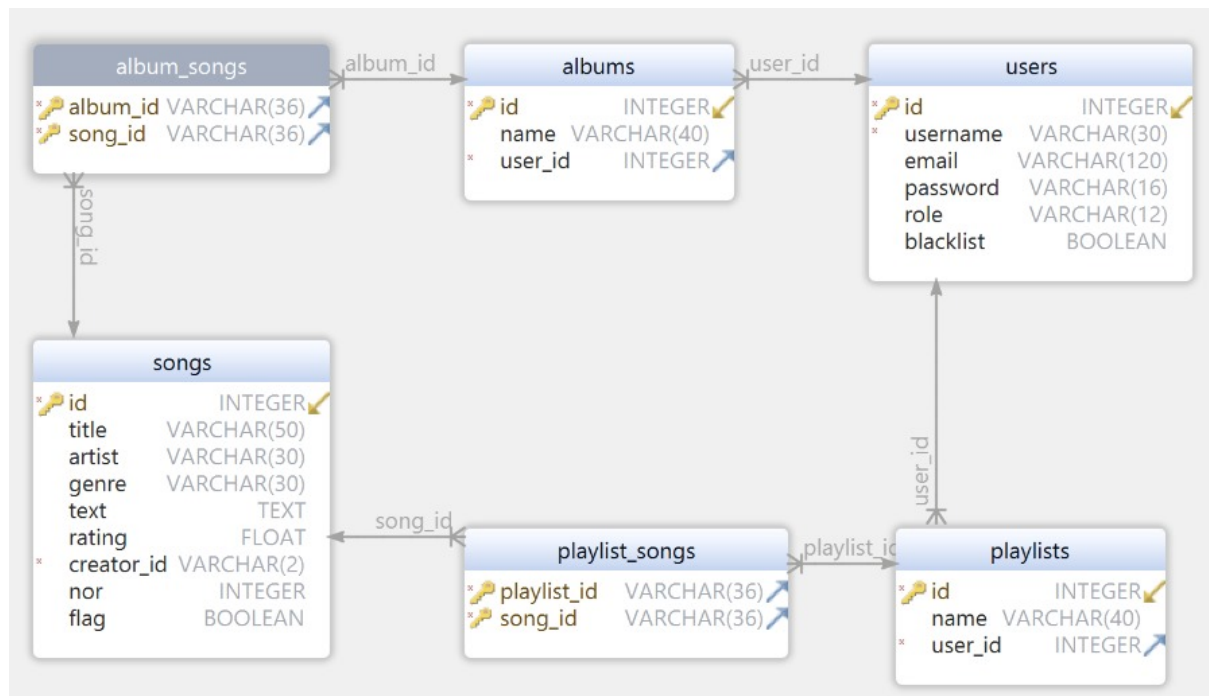 album_songs
album_id VARCHAR(36)
song_id VARCHAR(36)
album_id
albums
id INTEGER
name VARCHAR(40)
user_id INTEGER
user_id
users
id INTEGER
username VARCHAR(30)
email VARCHAR(120)
password VARCHAR(16)
role VARCHAR(12)
blacklist BOOLEAN
song_id
songs
id INTEGER
title VARCHAR(50)
artist VARCHAR(30)
genre VARCHAR(30)
text TEXT
rating FLOAT
creator_id VARCHAR(2)
nor INTEGER
flag BOOLEAN
song_id
playlist_songs
playlist_id VARCHAR(36)
song_id VARCHAR(36)
playlist_id
user_id
playlists
id INTEGER
name VARCHAR(40)
user_id INTEGER